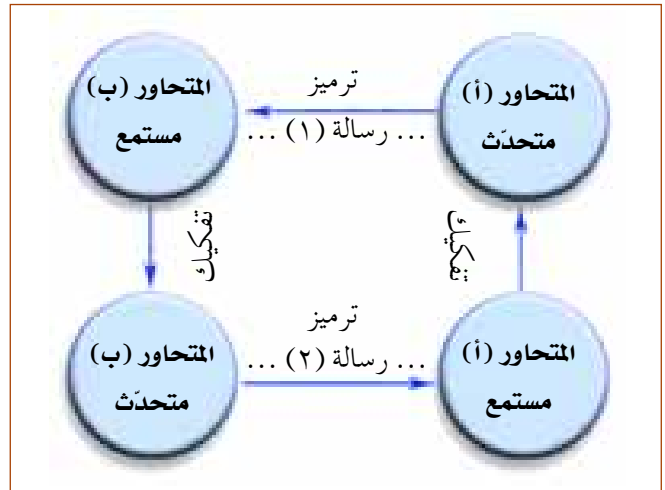 المتحاور (أ)
متحدّث
ترميز
... رسالة (١) ...
المتحاور (ب)
مستمع
تفكيك
المتحاور (ب)
متحدّث
ترميز
... رسالة (٢) ...
المتحاور (أ)
مستمع
تفكيك